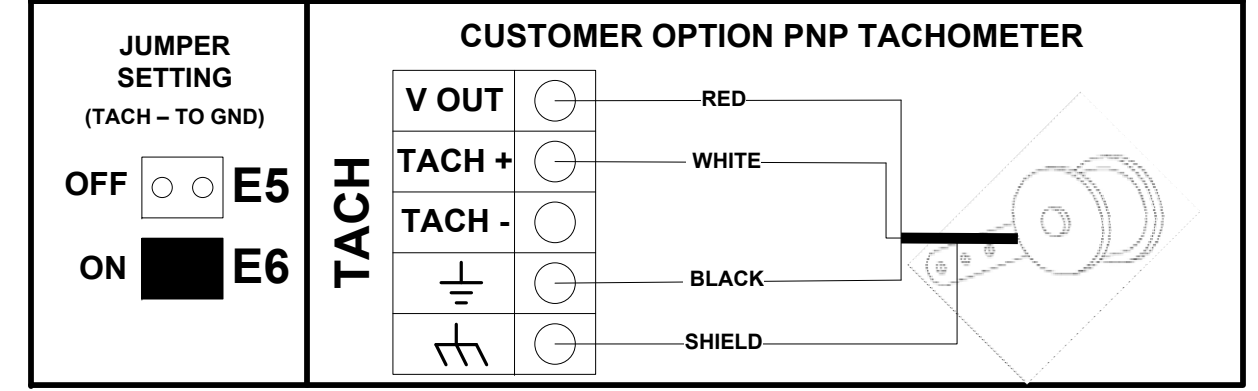 JUMPER
SETTING
(TACH – TO GND)
OFF E5
ON E6
CUSTOMER OPTION PNP TACHOMETER
TACH
V OUT RED
TACH + WHITE
TACH -
BLACK
SHIELD